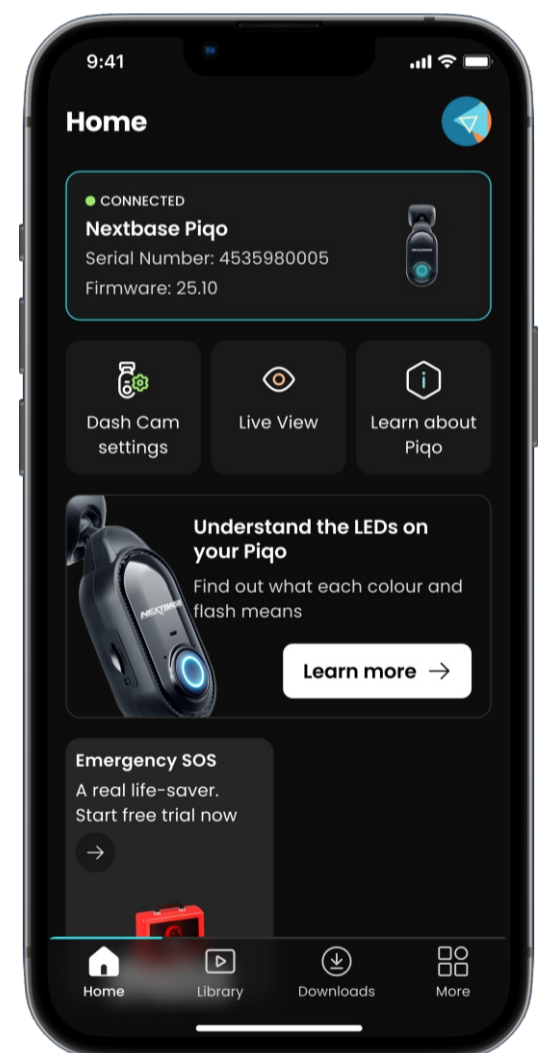 9:41
Home
CONNECTED
Nextbase Piqo
Serial Number: 4535980005
Firmware: 25.10
Dash Cam
settings
Live View
Learn about
Piqo
Understand the LEDs on
your Piqo
Find out what each colour and
flash means
NEXTBASE
Learn more
Emergency SOS
A real life-saver.
Start free trial now
Home
Library
Downloads
More